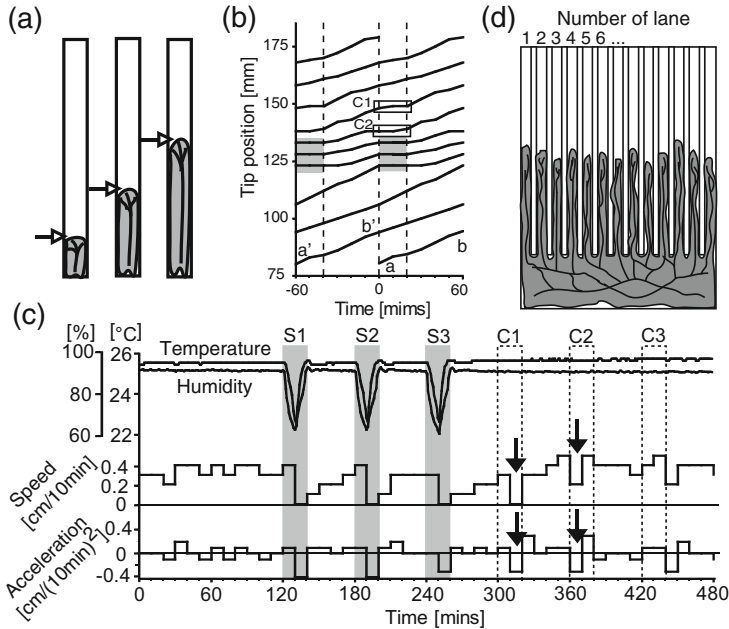 (a)
(b)
175
150
125
100
75
Tip position [mm]
C1
C2
a'
b'
a
b
-60
0
60
Time [mims]
(d)
Number of lane
1 2 3 4 5 6 ...
(c)
[%]
[°C]
100
80
60
26
24
22
Temperature
Humidity
S1
S2
S3
C1
C2
C3
Speed
[cm/10min]
0.4
0.2
0
Acceleration
[cm/(10min)²]
0.4
0
-0.4
0
60
120
180
240
300
360
420
480
Time [mins]